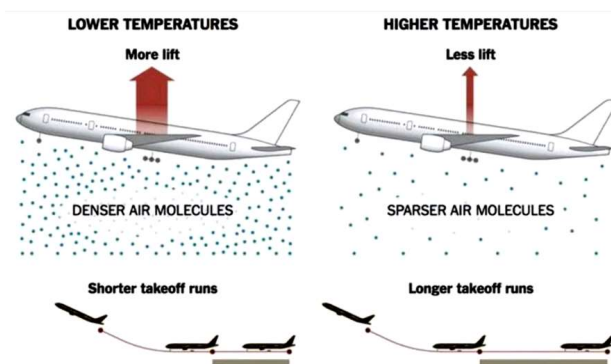 LOWER TEMPERATURES
More lift
DENSER AIR MOLECULES
Shorter takeoff runs
HIGHER TEMPERATURES
Less lift
SPARSER AIR MOLECULES
Longer takeoff runs